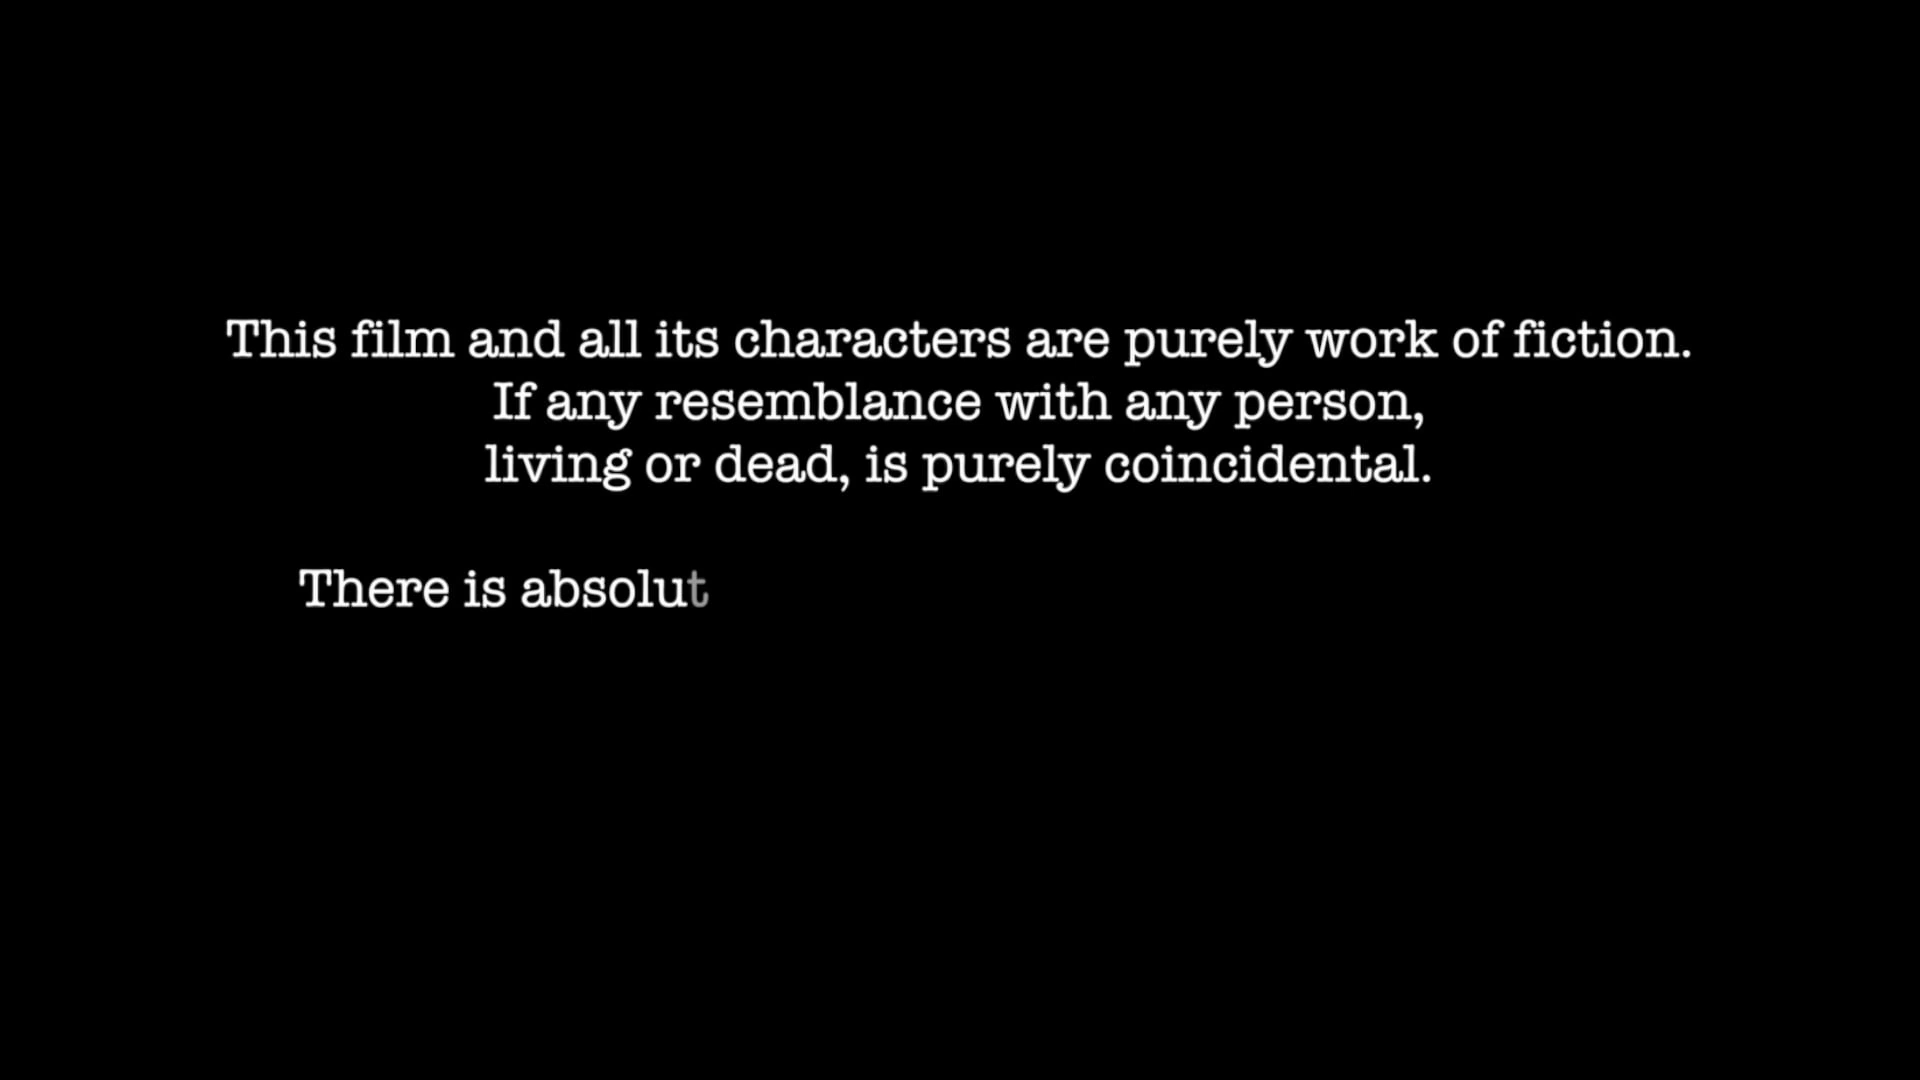 This film and all its characters are purely work of fiction.
If any resemblance with any person,
living or dead, is purely coincidental.
There is absolut